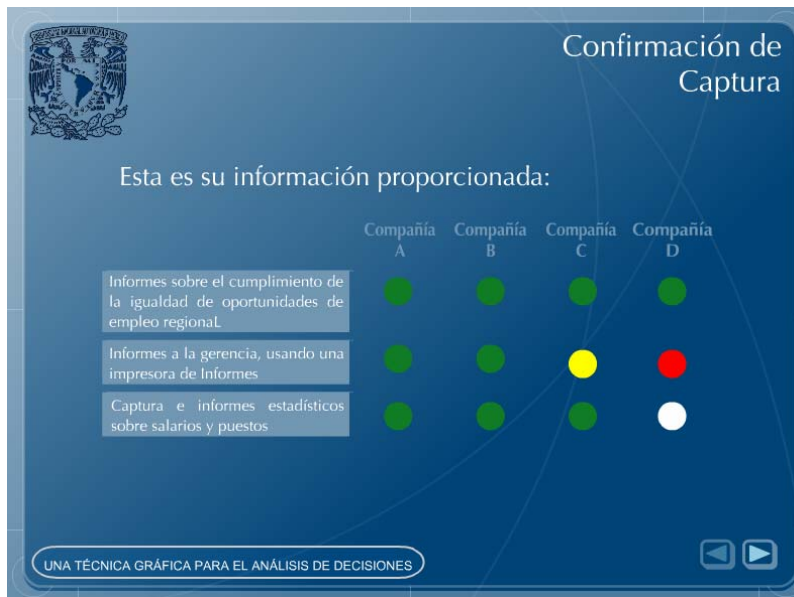 Confirmación de
Captura
Esta es su información proporcionada:
Compañía Compañía Compañía Compañía
A B C D
Informes sobre el cumplimiento de
la igualdad de oportunidades de
empleo regionaL
Informes a la gerencia, usando una
impresora de Informes
Captura e informes estadísticos
sobre salarios y puestos
UNA TÉCNICA GRÁFICA PARA EL ANÁLISIS DE DECISIONES